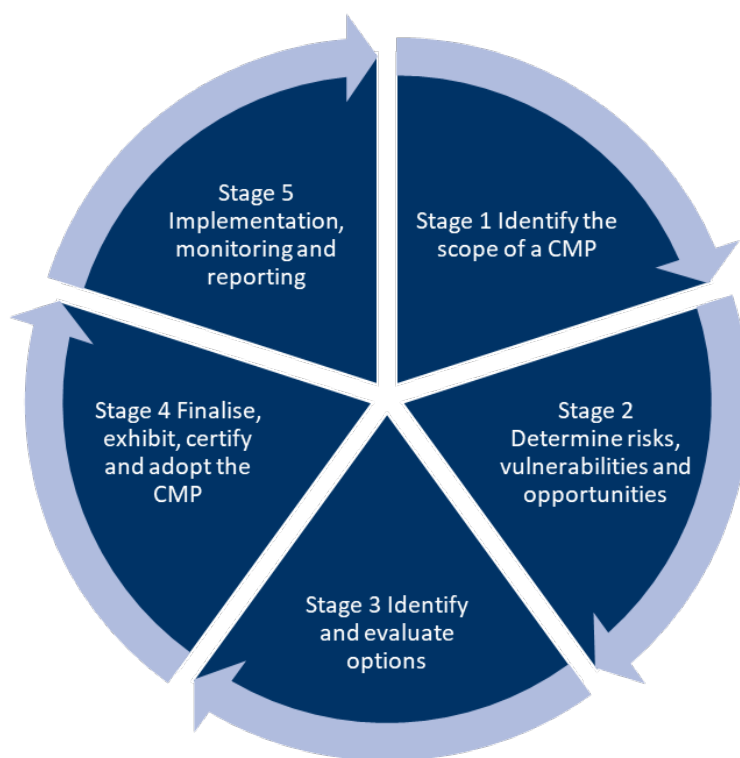 Stage 1 Identify the
scope of a CMP
Stage 2
Determine risks,
vulnerabilities and
opportunities
Stage 3 Identify
and evaluate
options
Stage 4 Finalise,
exhibit, certify
and adopt the
CMP
Stage 5
Implementation,
monitoring and
reporting